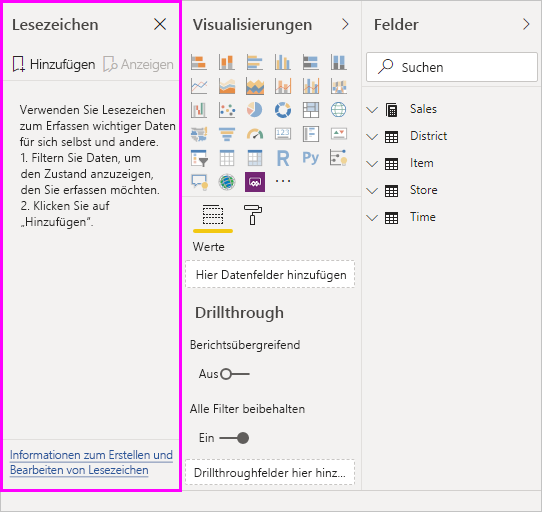 Lesezeichen
Hinzufügen
Anzeigen
Verwenden Sie Lesezeichen
zum Erfassen wichtiger Daten
für sich selbst und andere.
1. Filtern Sie Daten, um
den Zustand anzuzeigen,
den Sie erfassen möchten.
2. Klicken Sie auf
„Hinzufügen“.
Informationen zum Erstellen und
Bearbeiten von Lesezeichen
Visualisierungen
123
R
Py
Werte
Hier Datenfelder hinzufügen
Drillthrough
Berichtsübergreifend
Aus
Alle Filter beibehalten
Ein
Drillthroughfelder hier hinz...
Felder
Suchen
Sales
District
Item
Store
Time